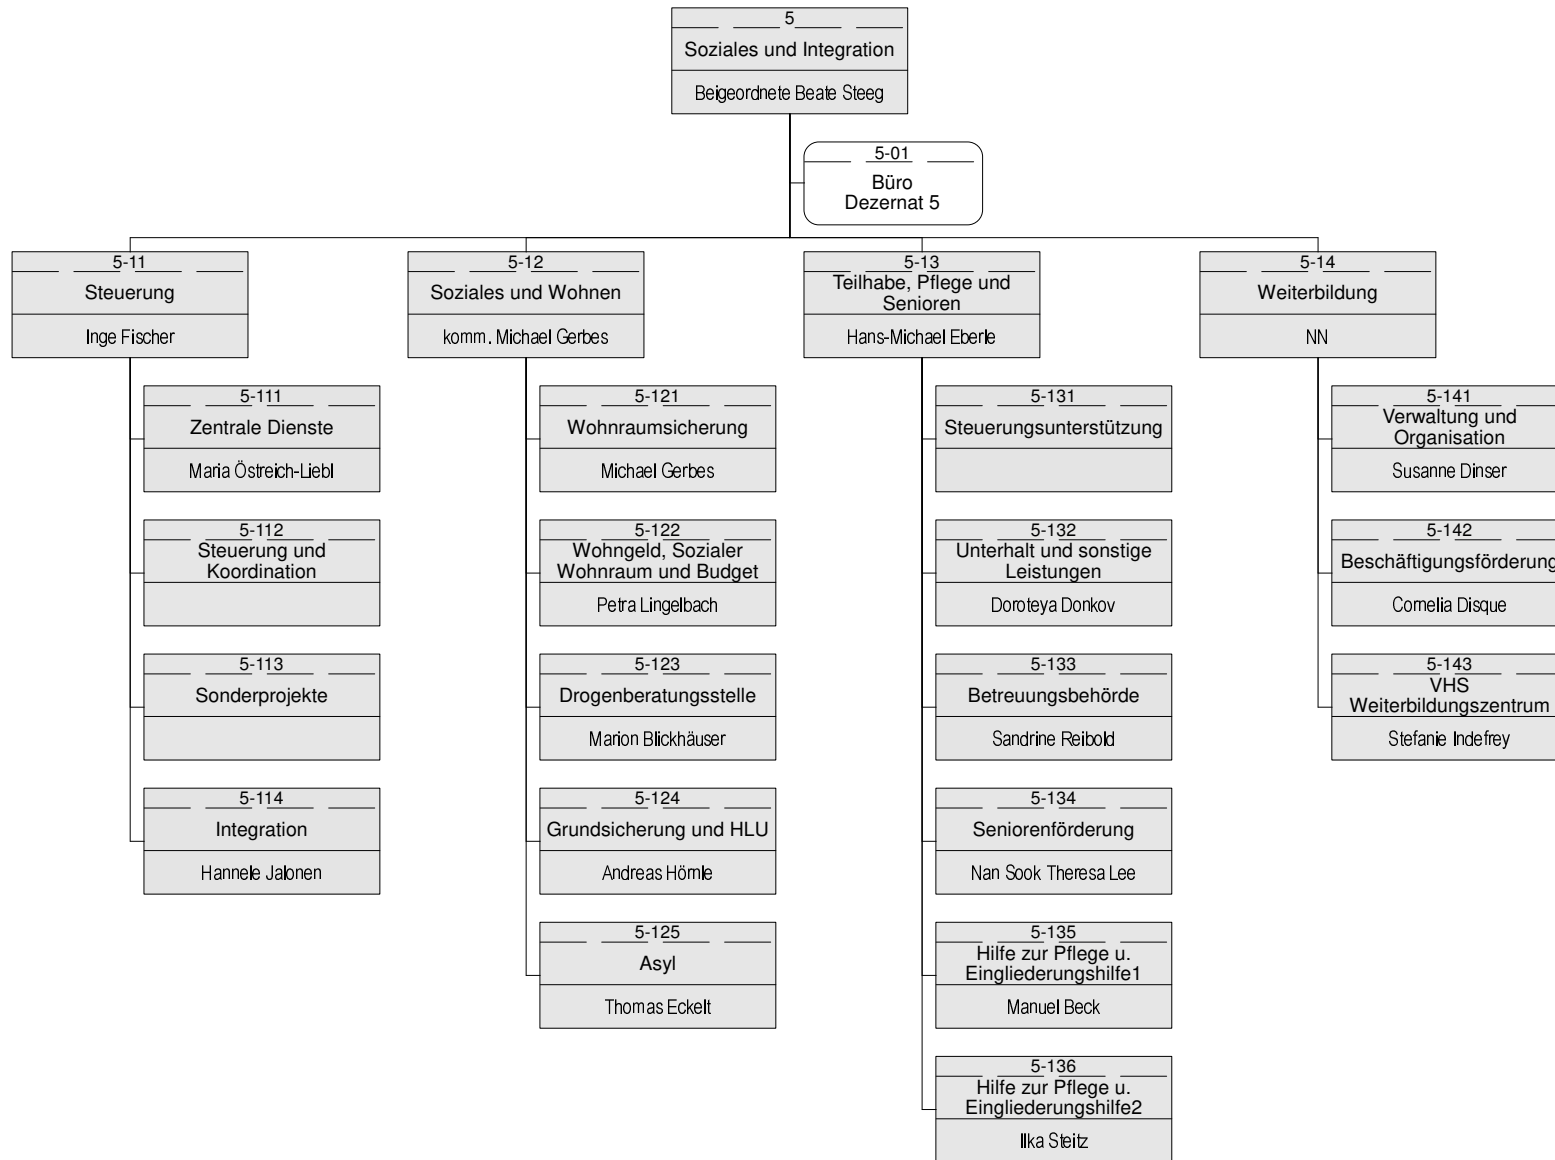 5
Soziales und Integration
Beigeordnete Beate Steeg
5-01
Büro
Dezernat 5
5-11
Steuerung
Inge Fischer
5-111
Zentrale Dienste
Maria Östreich-Liebl
5-112
Steuerung und
Koordination
5-113
Sonderprojekte
5-114
Integration
Hannele Jalonen
5-12
Soziales und Wohnen
komm. Michael Gerbes
5-121
Wohnraumsicherung
Michael Gerbes
5-122
Wohngeld, Sozialer
Wohnraum und Budget
Petra Lingelbach
5-123
Drogenberatungsstelle
Marion Blickhäuser
5-124
Grundsicherung und HLU
Andreas Hörnle
5-125
Asyl
Thomas Eckelt
5-13
Teilhabe, Pflege und
Senioren
Hans-Michael Eberle
5-131
Steuerungsunterstützung
5-132
Unterhalt und sonstige
Leistungen
Doroteya Donkov
5-133
Betreuungsbehörde
Sandrine Reibold
5-134
Seniorenförderung
Nan Sook Theresa Lee
5-135
Hilfe zur Pflege u.
Eingliederungshilfe1
Manuel Beck
5-136
Hilfe zur Pflege u.
Eingliederungshilfe2
Ilka Steitz
5-14
Weiterbildung
NN
5-141
Verwaltung und
Organisation
Susanne Dinser
5-142
Beschäftigungsförderung
Cornelia Disque
5-143
VHS
Weiterbildungszentrum
Stefanie Indefrey